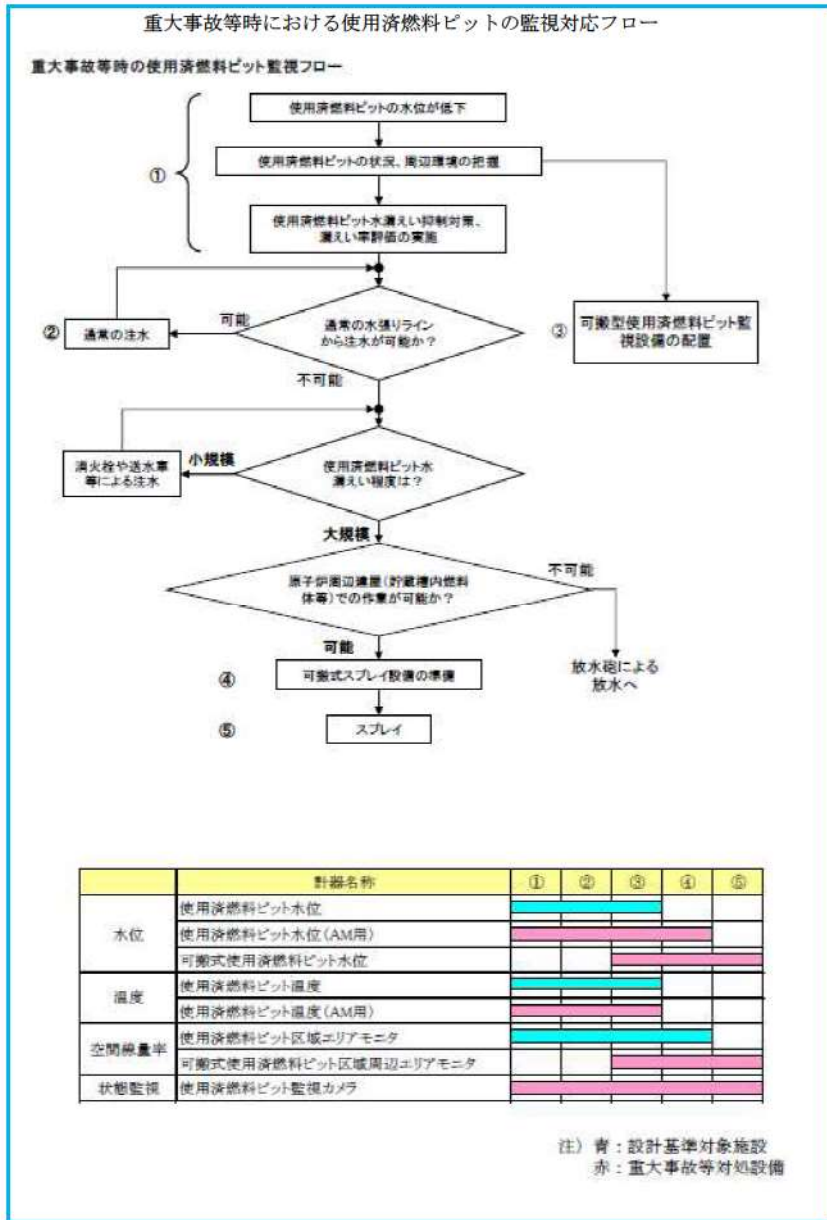 重大事故等時における使用済燃料ピットの監視対応フロー
重大事故等時の使用済燃料ピット監視フロー
使用済燃料ピットの水位が低下
①
使用済燃料ピットの状況、周辺環境の把握
使用済燃料ピット水漏えい抑制対策、
漏えい率評価の実施
②
通常の注水
可能
通常の水張りライン
から注水が可能か？
③
可搬型使用済燃料ピット監
視設備の配置
不可能
消火栓や送水車
等による注水
小規模
使用済燃料ピット水
漏えい程度は？
大規模
原子炉周辺建屋(貯蔵槽内燃料
体等)での作業が可能か？
不可能
可能
放水砲による
放水へ
④
可搬式スプレイ設備の準備
⑤
スプレイ
計器名称 ① ② ③ ④ ⑤
水位
使用済燃料ピット水位
使用済燃料ピット水位(AM用)
可搬式使用済燃料ピット水位
温度
使用済燃料ピット温度
使用済燃料ピット温度(AM用)
空間線量率
使用済燃料ピット区域エリアモニタ
可搬式使用済燃料ピット区域周辺エリアモニタ
状態監視 使用済燃料ピット監視カメラ
注) 青：設計基準対象施設
赤：重大事故等対処設備